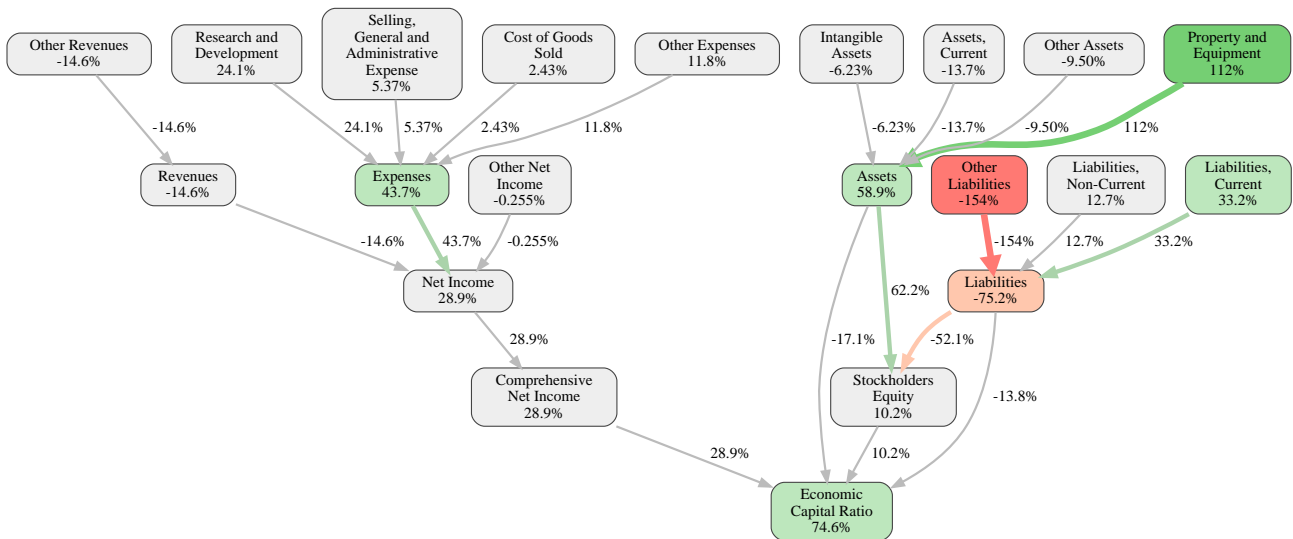 Other Revenues
-14.6%
Research and
Development
24.1%
Selling,
General and
Administrative
Expense
5.37%
Cost of Goods
Sold
2.43%
Other Expenses
11.8%
Intangible
Assets
-6.23%
Assets,
Current
-13.7%
Other Assets
-9.50%
Property and
Equipment
112%
-14.6%
24.1%
5.37%
2.43%
11.8%
-6.23%
-13.7%
-9.50%
112%
Revenues
-14.6%
Expenses
43.7%
Other Net
Income
-0.255%
Assets
58.9%
Other
Liabilities
-154%
Liabilities,
Non-Current
12.7%
Liabilities,
Current
33.2%
-14.6%
43.7%
-0.255%
-154%
12.7%
33.2%
Net Income
28.9%
62.2%
Liabilities
-75.2%
28.9%
-17.1%
-52.1%
Comprehensive
Net Income
28.9%
Stockholders
Equity
10.2%
-13.8%
28.9%
10.2%
Economic
Capital Ratio
74.6%